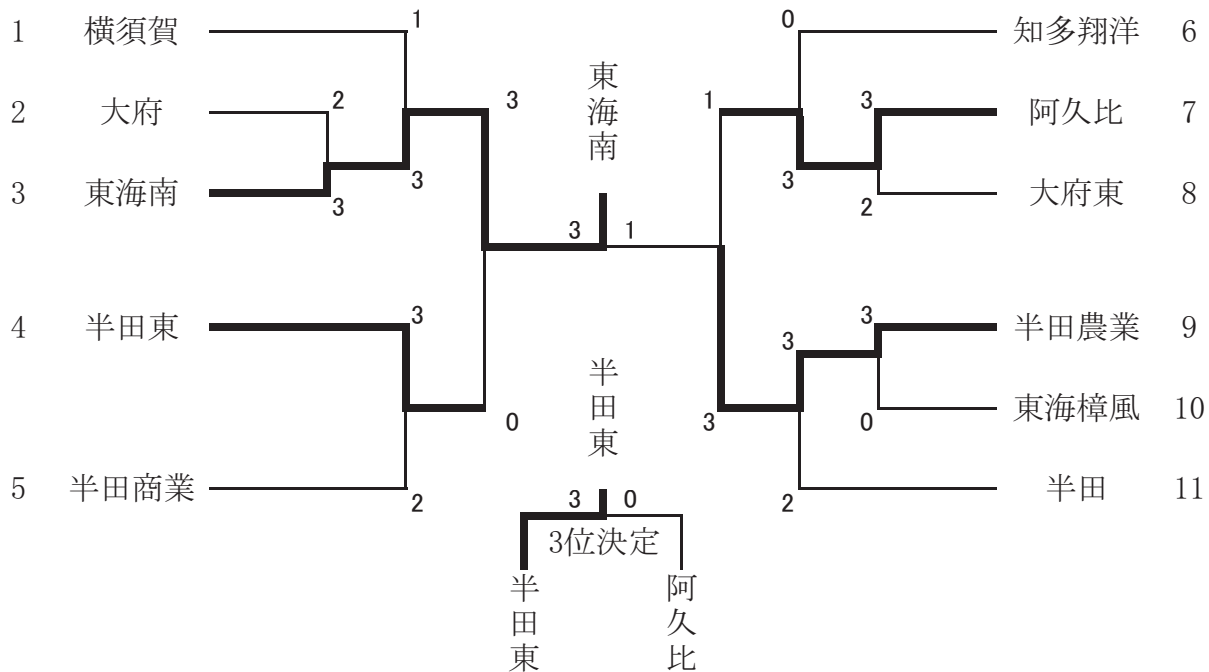 1 横須賀
1
0
知多翔洋 6
2 大府
2
3
東海南
1
3
阿久比 7
3 東海南
3
3
3
2
大府東 8
3
1
4 半田東
3
3
3
半田農業 9
0
半田東
3
0
東海樟風 10
5 半田商業
2
2
半田 11
3
0
3位決定
半田東
阿久比